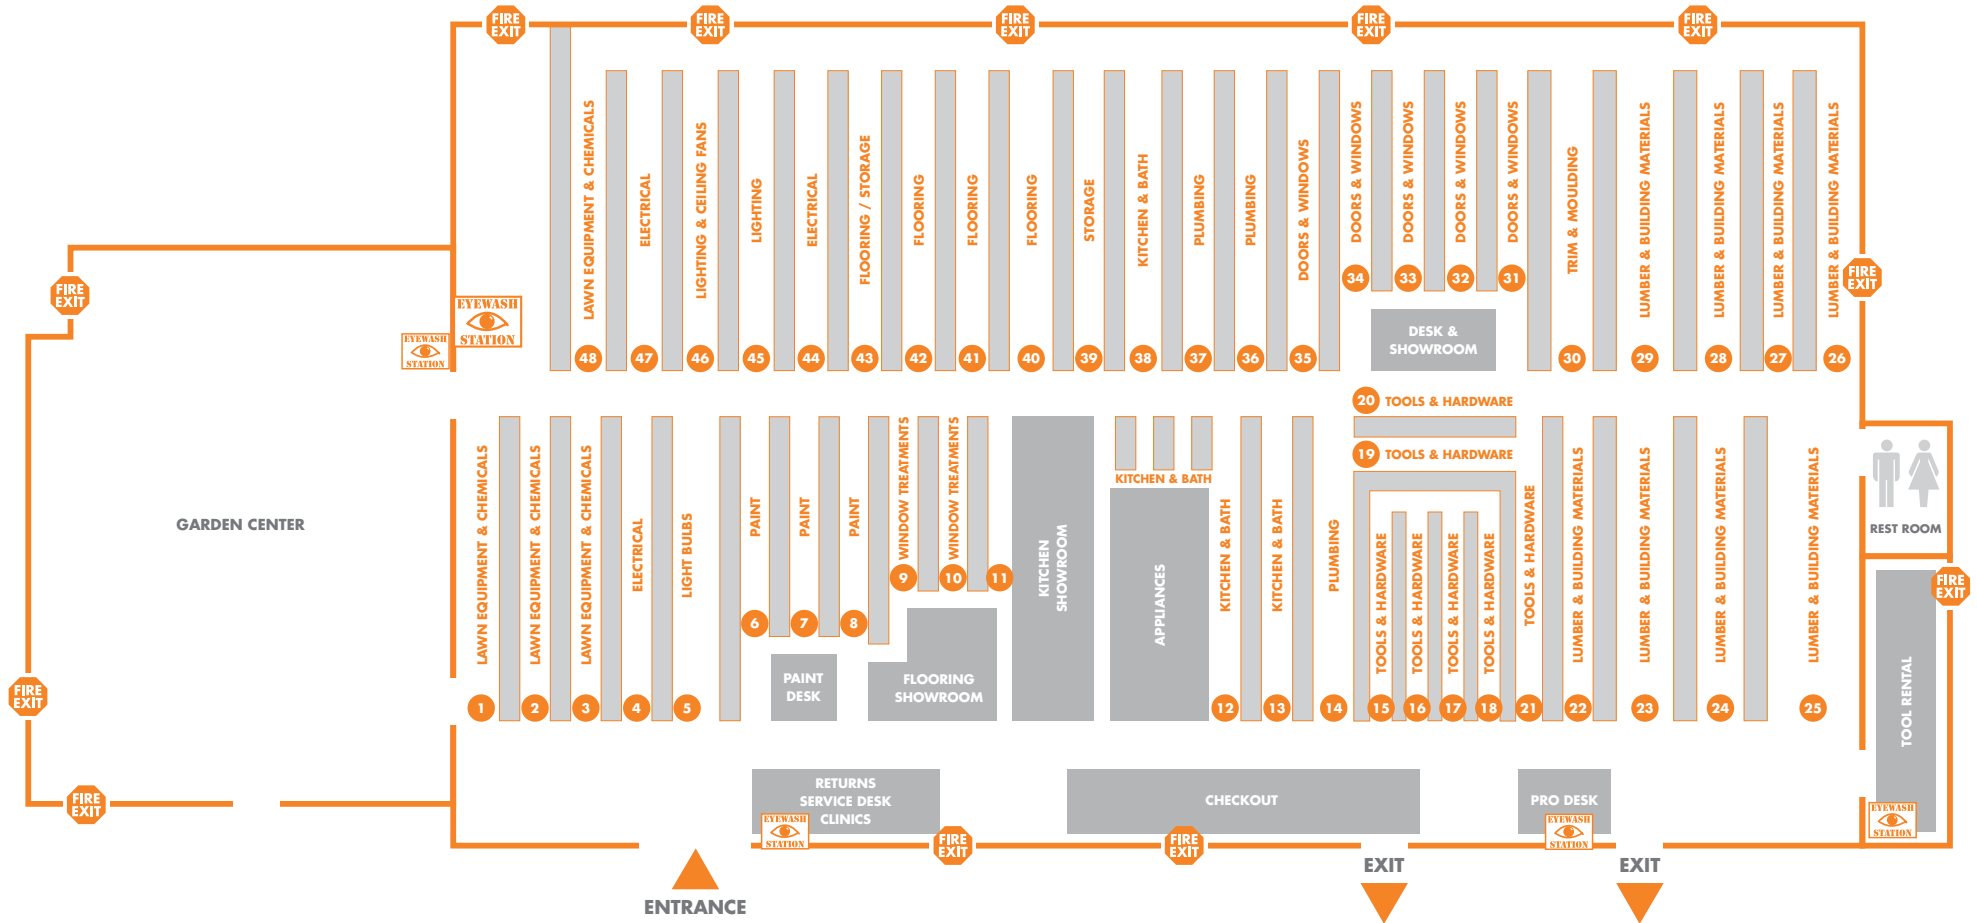 FIRE
EXIT
FIRE
EXIT
FIRE
EXIT
FIRE
EXIT
FIRE
EXIT
LAWN EQUIPMENT & CHEMICALS
ELECTRICAL
LIGHTING & CEILING FANS
LIGHTING
ELECTRICAL
FLOORING / STORAGE
FLOORING
FLOORING
FLOORING
STORAGE
KITCHEN & BATH
PLUMBING
PLUMBING
DOORS & WINDOWS
DOORS & WINDOWS
DOORS & WINDOWS
DOORS & WINDOWS
DOORS & WINDOWS
TRIM & MOULDING
LUMBER & BUILDING MATERIALS
LUMBER & BUILDING MATERIALS
LUMBER & BUILDING MATERIALS
LUMBER & BUILDING MATERIALS
34
33
32
31
FIRE
EXIT
FIRE
EXIT
EYEWASH
STATION
EYEWASH
STATION
DESK &
SHOWROOM
48
47
46
45
44
43
42
41
40
39
38
37
36
35
30
29
28
27
26
20 TOOLS & HARDWARE
19 TOOLS & HARDWARE
GARDEN CENTER
LAWN EQUIPMENT & CHEMICALS
LAWN EQUIPMENT & CHEMICALS
LAWN EQUIPMENT & CHEMICALS
ELECTRICAL
LIGHT BULBS
PAINT
PAINT
PAINT
WINDOW TREATMENTS
WINDOW TREATMENTS
9
10
11
6
7
8
KITCHEN
SHOWROOM
KITCHEN & BATH
APPLIANCES
KITCHEN & BATH
KITCHEN & BATH
PLUMBING
TOOLS & HARDWARE
TOOLS & HARDWARE
TOOLS & HARDWARE
TOOLS & HARDWARE
TOOLS & HARDWARE
LUMBER & BUILDING MATERIALS
LUMBER & BUILDING MATERIALS
LUMBER & BUILDING MATERIALS
LUMBER & BUILDING MATERIALS
REST ROOM
FIRE
EXIT
TOOL RENTAL
PAINT
DESK
FLOORING
SHOWROOM
FIRE
EXIT
1
2
3
4
5
12
13
14
15
16
17
18
21
22
23
24
25
FIRE
EXIT
RETURNS
SERVICE DESK
CLINICS
CHECKOUT
PRO DESK
EYEWASH
STATION
EYEWASH
STATION
EYEWASH
STATION
FIRE
EXIT
FIRE
EXIT
EXIT
EXIT
ENTRANCE